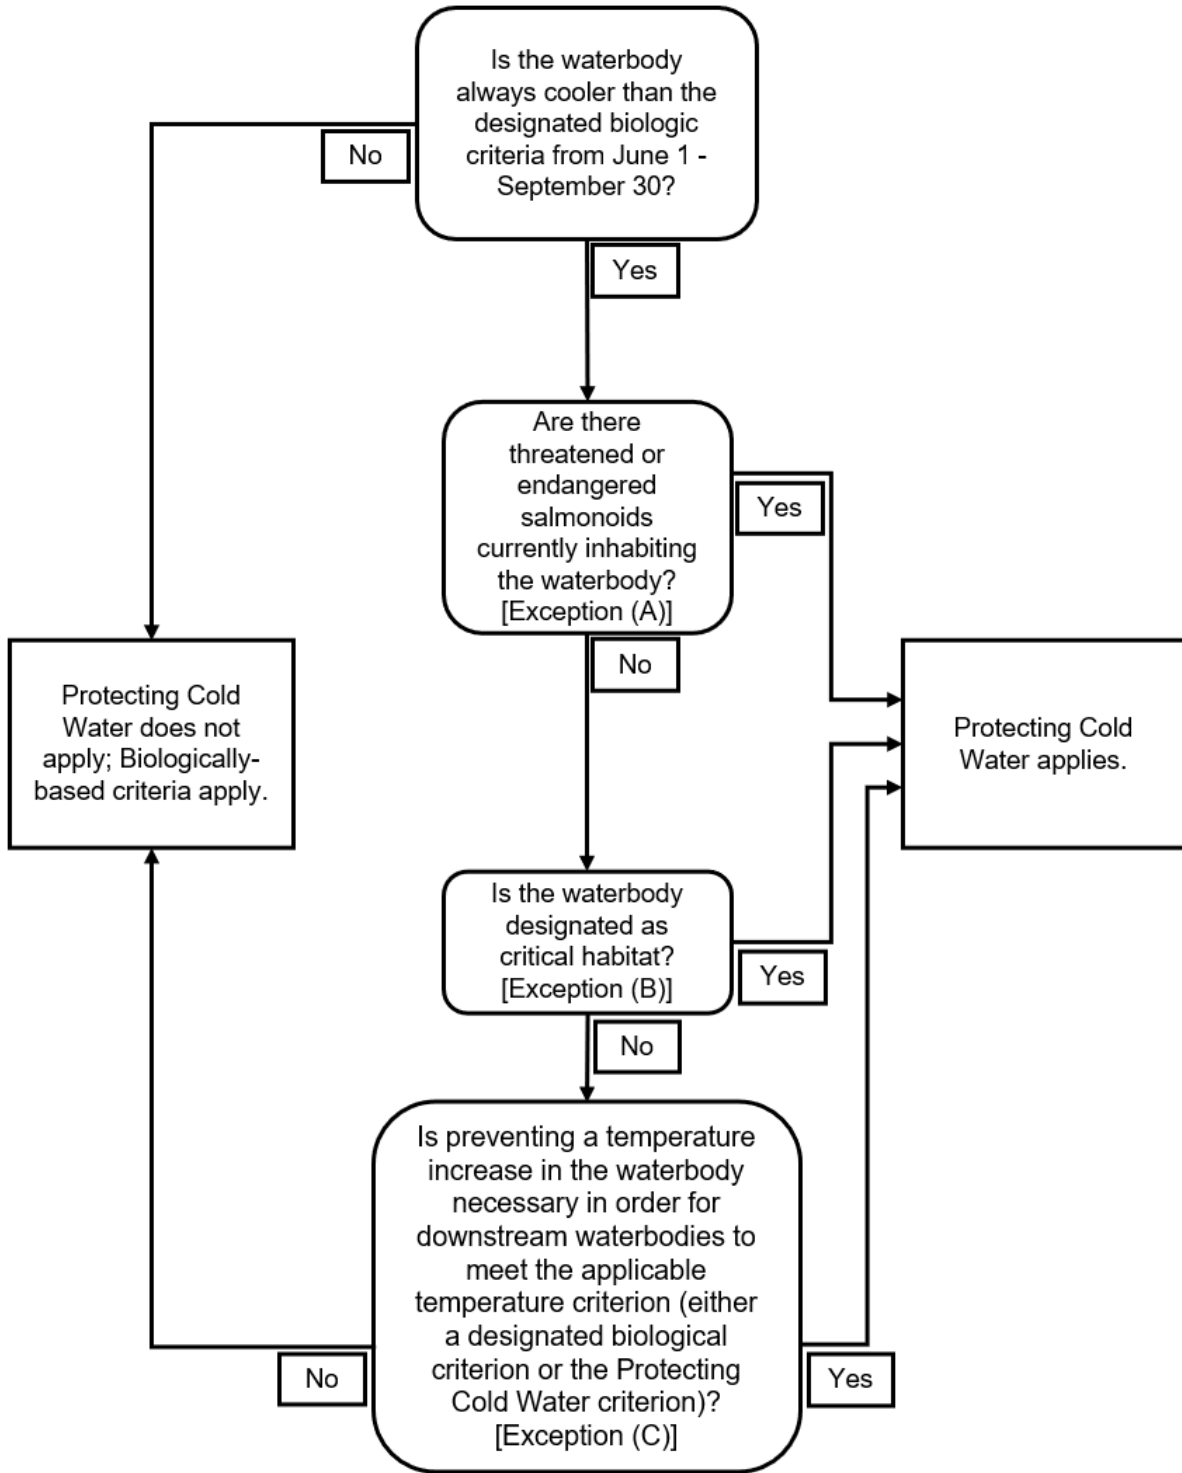 Is the waterbody
always cooler than the
designated biologic
criteria from June 1 -
September 30?
No
Yes
Are there
threatened or
endangered
salmonoids
currently inhabiting
the waterbody?
[Exception (A)]
Yes
No
Protecting Cold
Water does not
apply; Biologically-
based criteria apply.
Protecting Cold
Water applies.
Is the waterbody
designated as
critical habitat?
[Exception (B)]
Yes
No
Is preventing a temperature
increase in the waterbody
necessary in order for
downstream waterbodies to
meet the applicable
temperature criterion (either
a designated biological
criterion or the Protecting
Cold Water criterion)?
[Exception (C)]
No
Yes